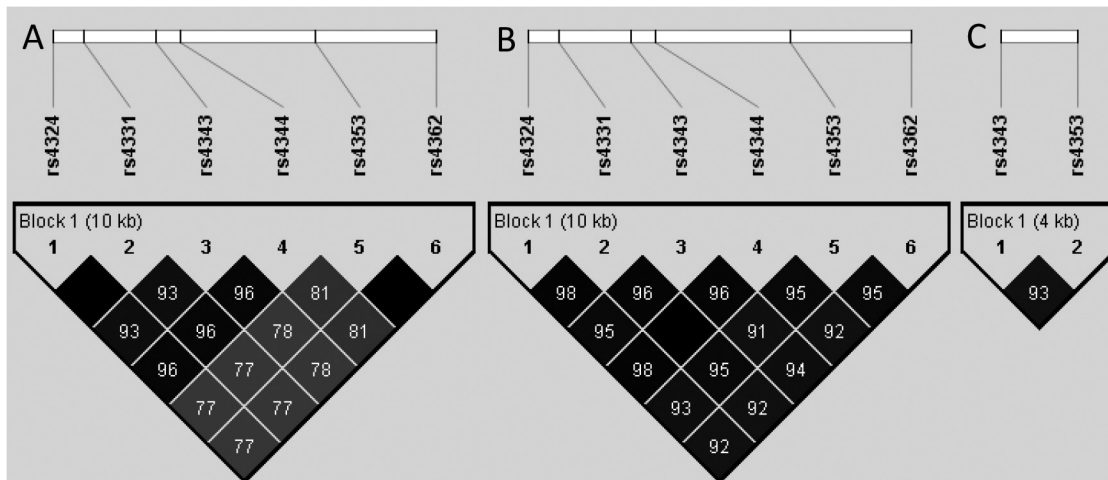 A
B
C
rs4324
rs4331
rs4343
rs4344
rs4353
rs4362
rs4324
rs4331
rs4343
rs4344
rs4353
rs4362
rs4343
rs4353
Block 1 (10 kb)
1 2 3 4 5 6
93 96 81
93 96 78 81
96 77 78
77 77
77
Block 1 (10 kb)
1 2 3 4 5 6
98 96 96 95 95
95 91 92
98 95 94
93 92
92
Block 1 (4 kb)
1 2
93